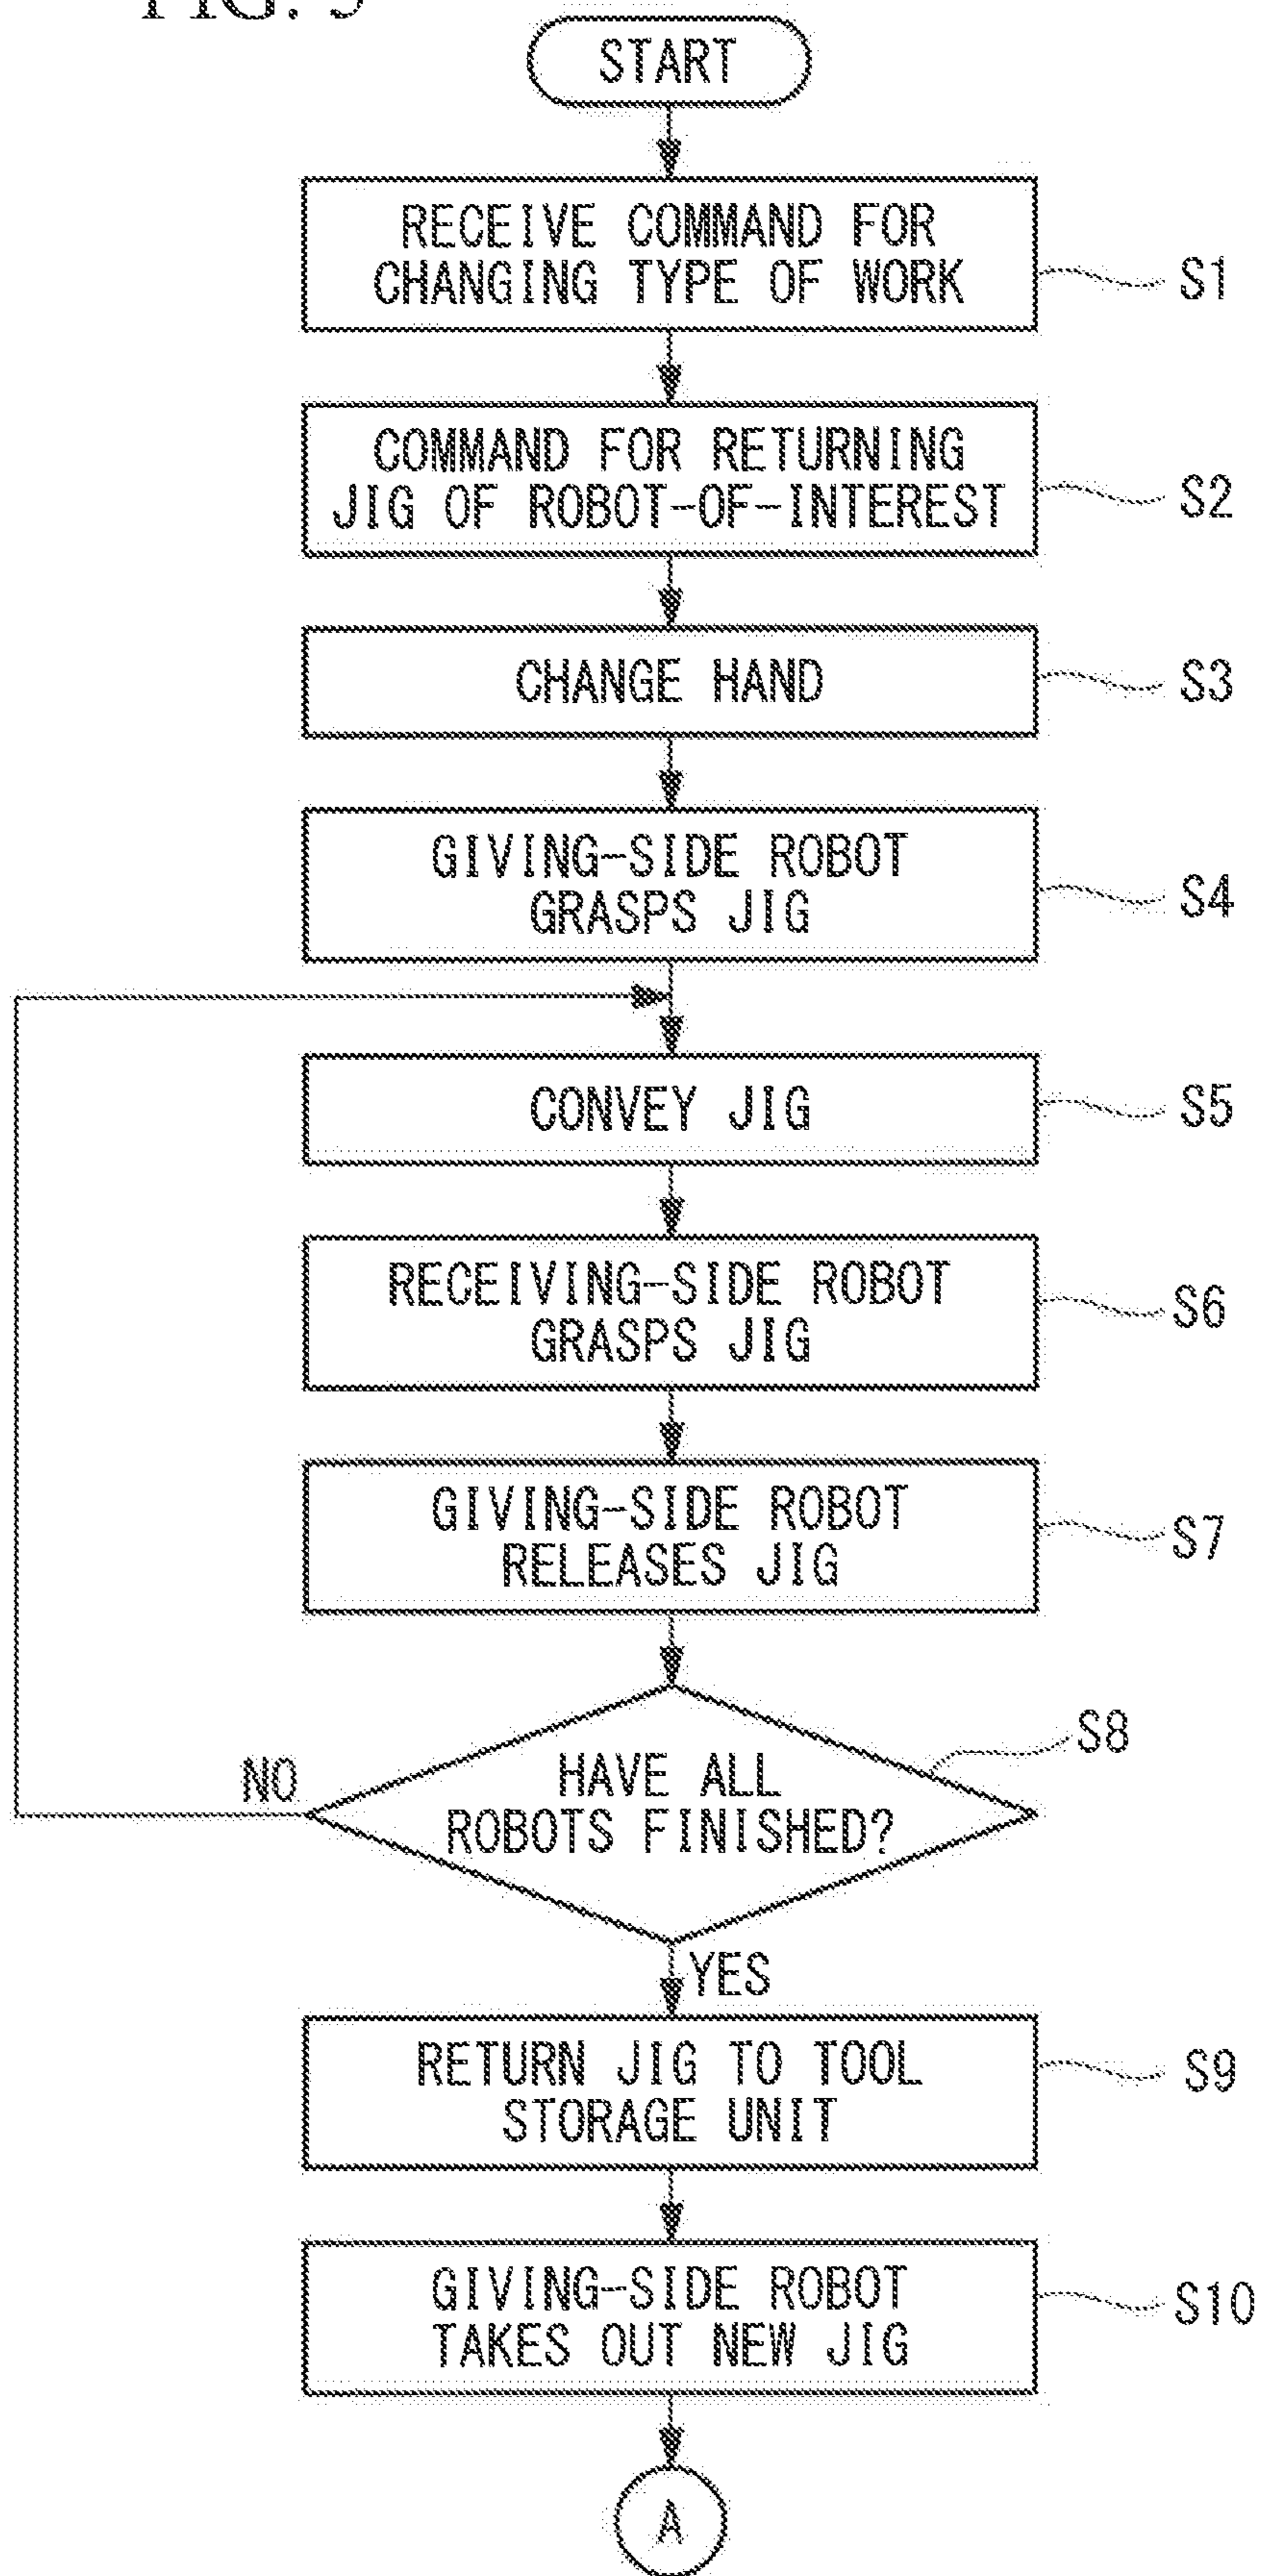 FIG. 5
START
RECEIVE COMMAND FOR
CHANGING TYPE OF WORK
S1
COMMAND FOR RETURNING
JIG OF ROBOT-OF-INTEREST
S2
CHANGE HAND
S3
GIVING-SIDE ROBOT
GRASPS JIG
S4
CONVEY JIG
S5
RECEIVING-SIDE ROBOT
GRASPS JIG
S6
GIVING-SIDE ROBOT
RELEASES JIG
S7
S8
HAVE ALL
ROBOTS FINISHED?
NO
YES
RETURN JIG TO TOOL
STORAGE UNIT
S9
GIVING-SIDE ROBOT
TAKES OUT NEW JIG
S10
A